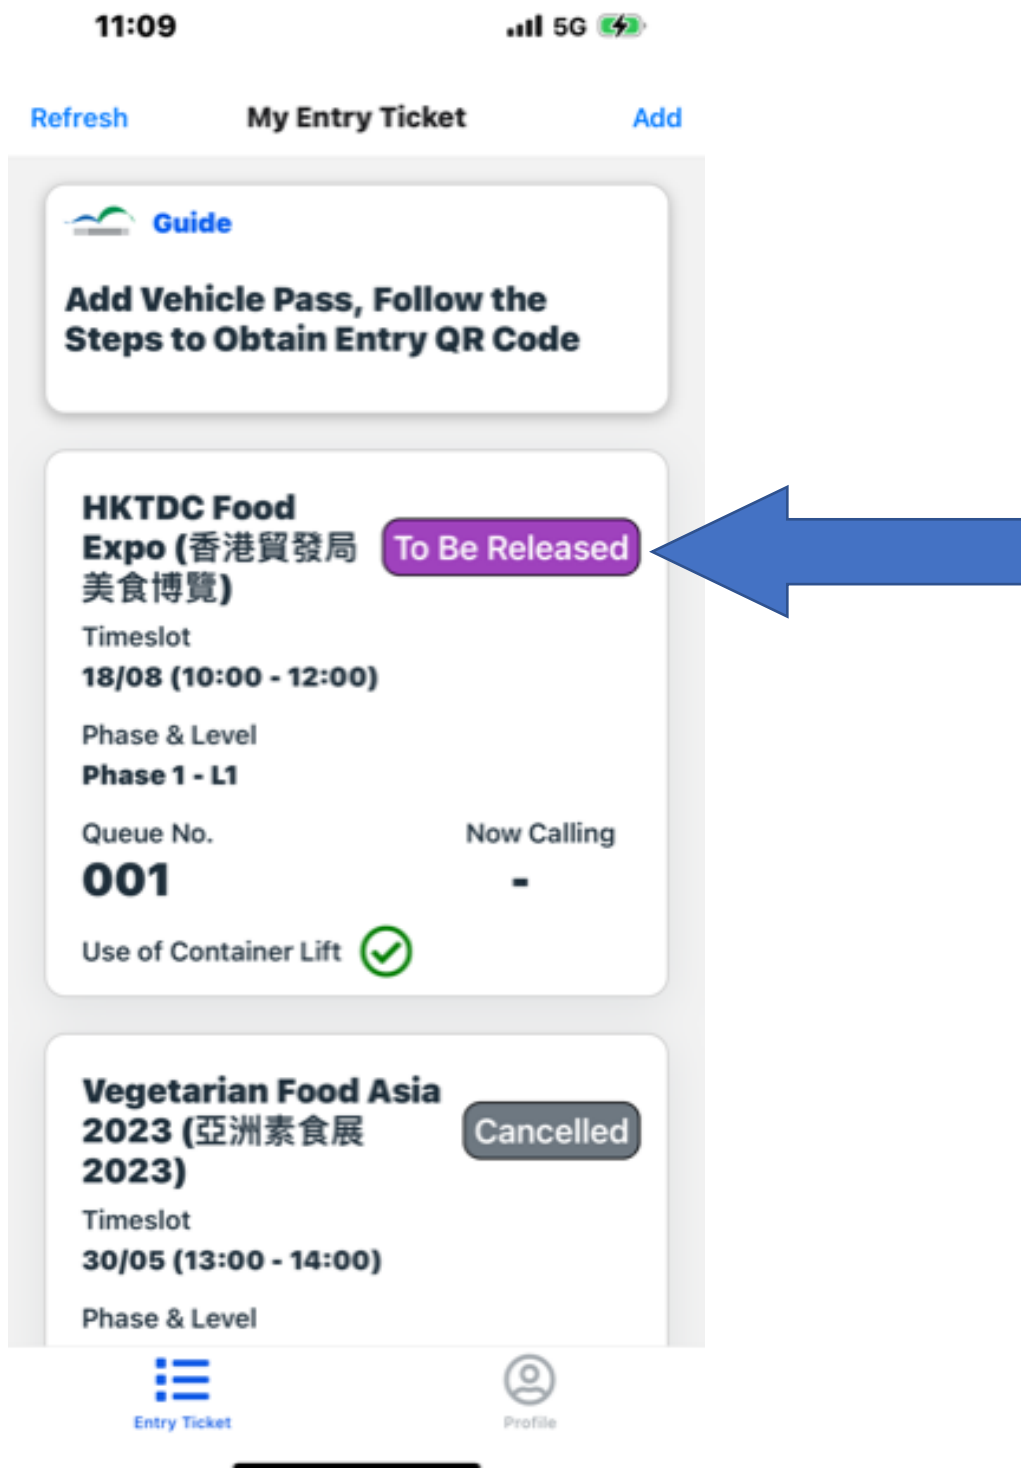 11:09 5G
Refresh My Entry Ticket Add
Guide
Add Vehicle Pass, Follow the
Steps to Obtain Entry QR Code
HKTDC Food
Expo (香港貿發局
美食博覽)
To Be Released
Timeslot
18/08 (10:00 - 12:00)
Phase & Level
Phase 1 - L1
Queue No. Now Calling
001 -
Use of Container Lift
Vegetarian Food Asia
2023 (亞洲素食展
2023)
Cancelled
Timeslot
30/05 (13:00 - 14:00)
Phase & Level
Entry Ticket Profile